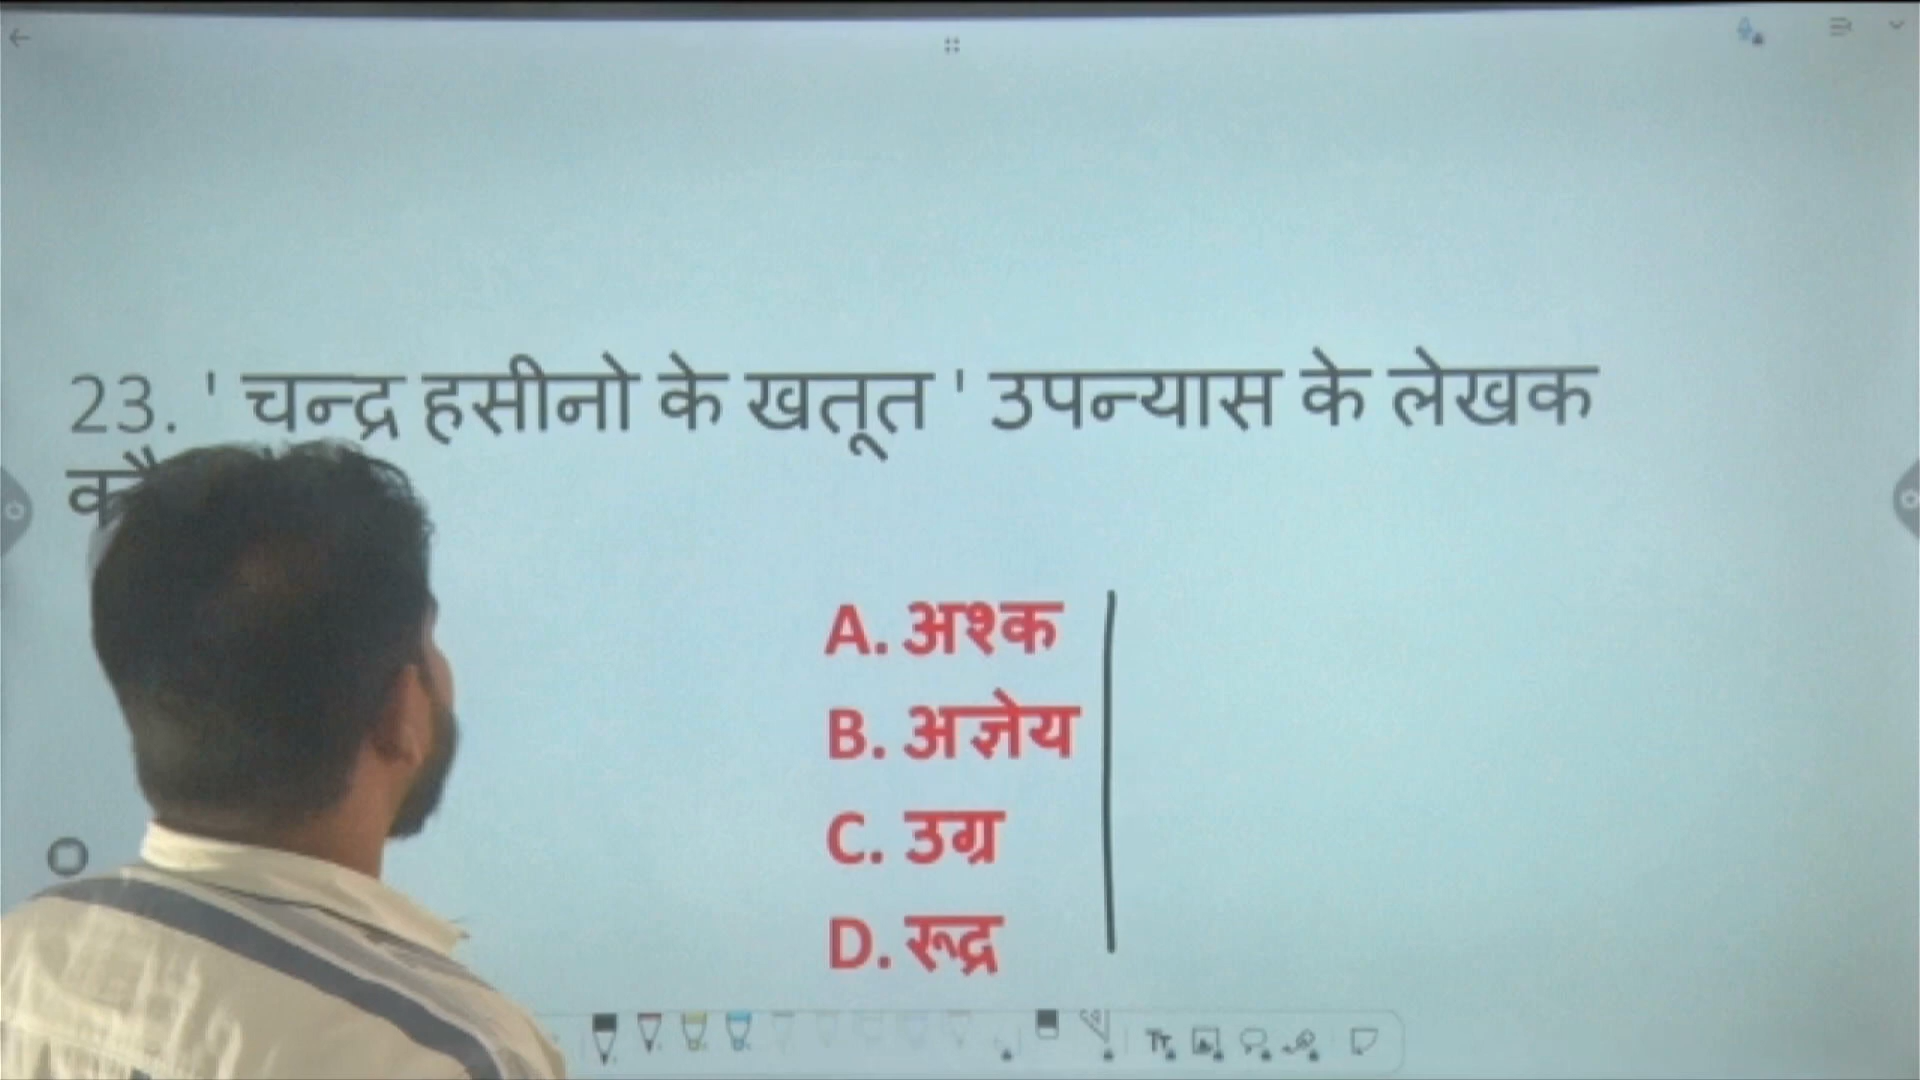 23. ' चन्द्र हसीनो के खतूत ' उपन्यास के लेखक
A. अश्क
B. अज्ञेय
C. उग्र
D. रूद्र